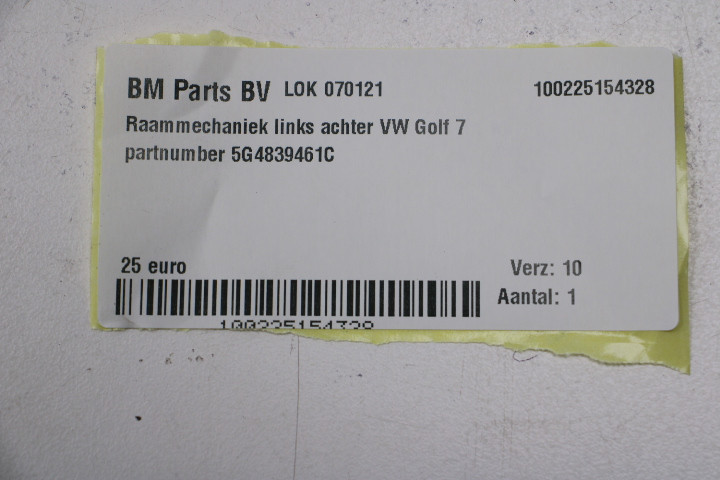 BM Parts BV LOK 070121 100225154328
Raammechaniek links achter VW Golf 7
partnumber 5G4839461C
25 euro Verz: 10
Aantal: 1
100225154328